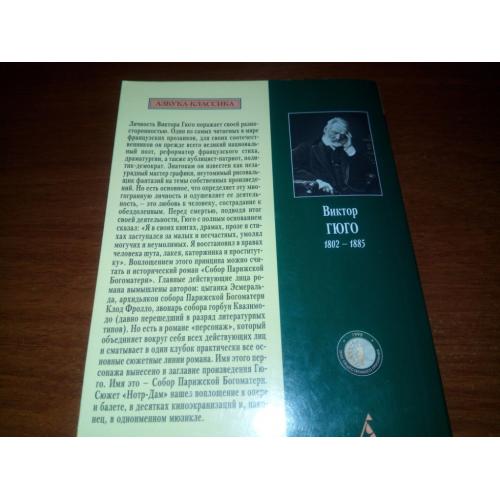 АЗБУКА-КЛАССИКА
Личность Виктора Гюго поражает своей разно-
сторонностью. Один из самых читаемых в мире
французских прозаиков, для своих соотечест-
венников он прежде всего великий националь-
ный поэт, реформатор французского стиха,
драматургии, а также публицист-патриот, поли-
тик-демократ. Знатокам он известен как неза-
урядный мастер графики, неутомимый рисоваль-
щик фантазий на темы собственных произведе-
ний. Но есть основное, что определяет эту мно-
гогранную личность и одушевляет ее деятель-
ность, – это любовь к человеку, сострадание к
обездоленным. Перед смертью, подводя итог
своей деятельности, Гюго с полным основанием
сказал: «Я в своих книгах, драмах, прозе и сти-
хах заступался за малых и несчастных, умолял
могучих и неумолимых. Я восстановил в правах
человека шута, лакея, каторжника и проститут-
ку». Воплощением этого принципа можно счи-
тать и исторический роман «Собор Парижской
Богоматери». Главные действующие лица ро-
мана вымышлены автором: цыганка Эсмераль-
да, архидьякон собора Парижской Богоматери
Клод Фролло, звонарь собора горбун Квазимо-
до (давно перешедший в разряд литературных
типов). Но есть в романе «персонаж», который
объединяет вокруг себя всех действующих лиц
и сматывает в один клубок практически все ос-
новные сюжетные линии романа. Имя этого пер-
сонажа вынесено в заглавие произведения Гю-
го. Имя это – Собор Парижской Богоматери.
Сюжет «Нотр-Дам» нашел воплощение в опере
и балете, в десятках киноэкранизаций и, нако-
нец, в одноименном мюзикле.
Виктор
ГЮГО
1802 – 1885
1999